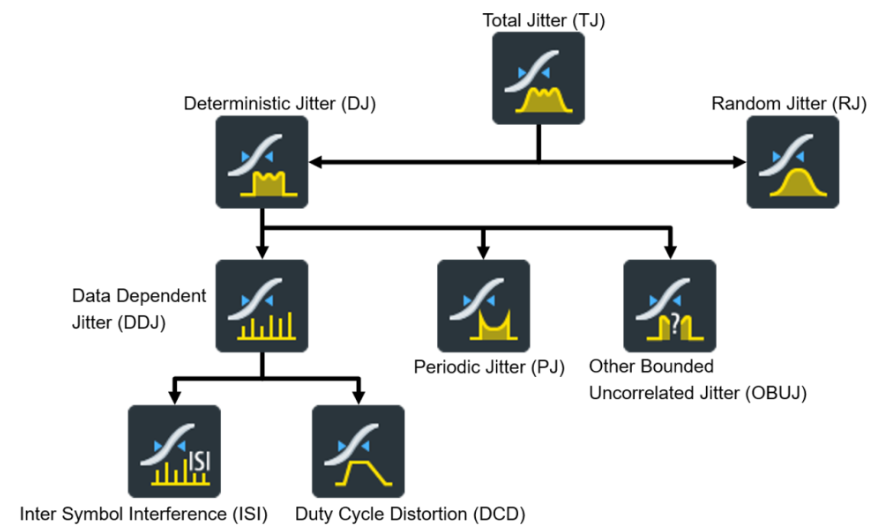 Total Jitter (TJ)
Deterministic Jitter (DJ)
Random Jitter (RJ)
Data Dependent
Jitter (DDJ)
?
Periodic Jitter (PJ)
Other Bounded
Uncorrelated Jitter (OBUJ)
ISI
Inter Symbol Interference (ISI)
Duty Cycle Distortion (DCD)